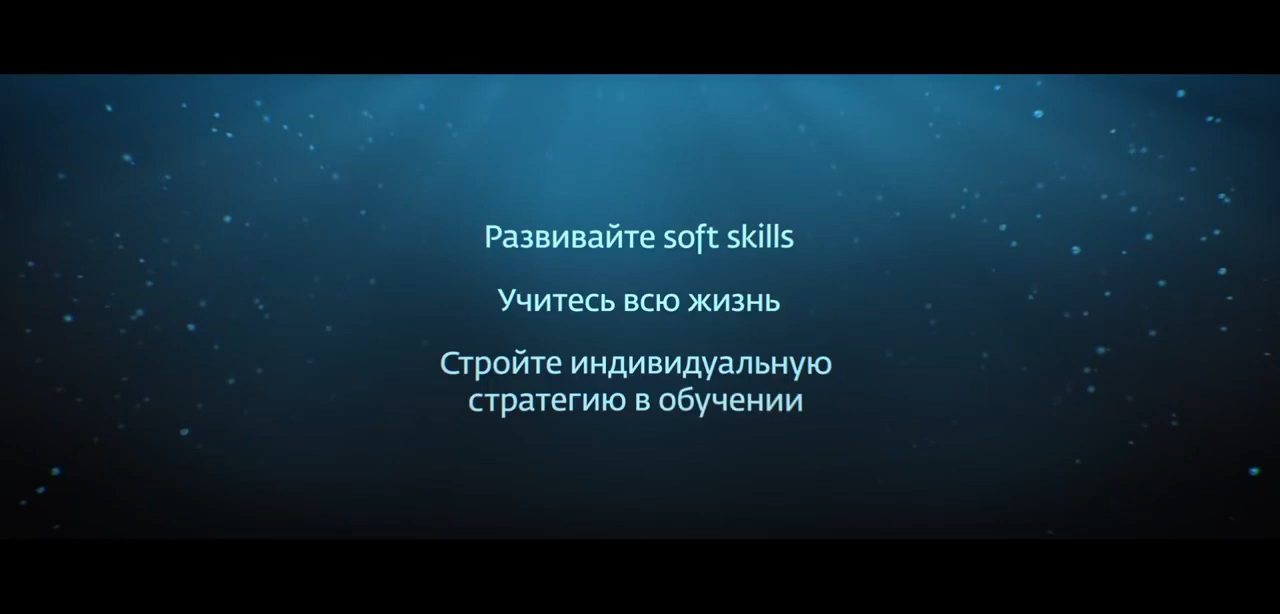 Развивайте soft skills
Учитесь всю жизнь
Стройте индивидуальную
стратегию в обучении